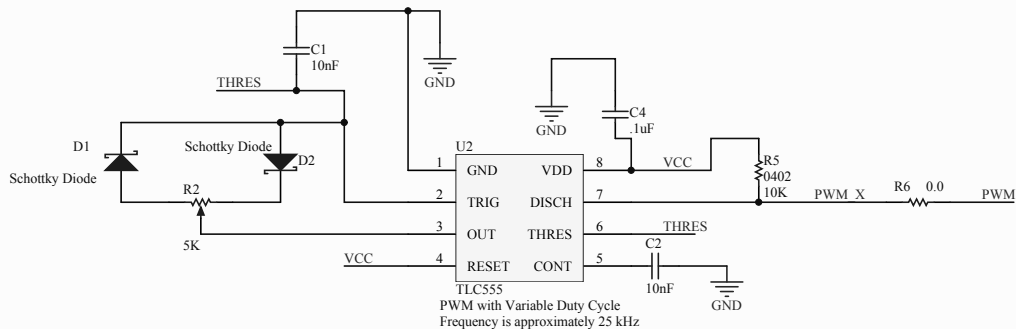 C1
10nF
GND
THRES
D1
Schottky Diode
Schottky Diode
D2
R2
5K
VCC
U2
1
GND
2
TRIG
3
OUT
4
RESET
VDD
8
DISCH
7
THRES
6
CONT
5
TLC555
GND
C4
.1uF
VCC
R5
0402
10K
PWM_X
R6
0.0
PWM
THRES
C2
10nF
GND
PWM with Variable Duty Cycle
Frequency is approximately 25 kHz